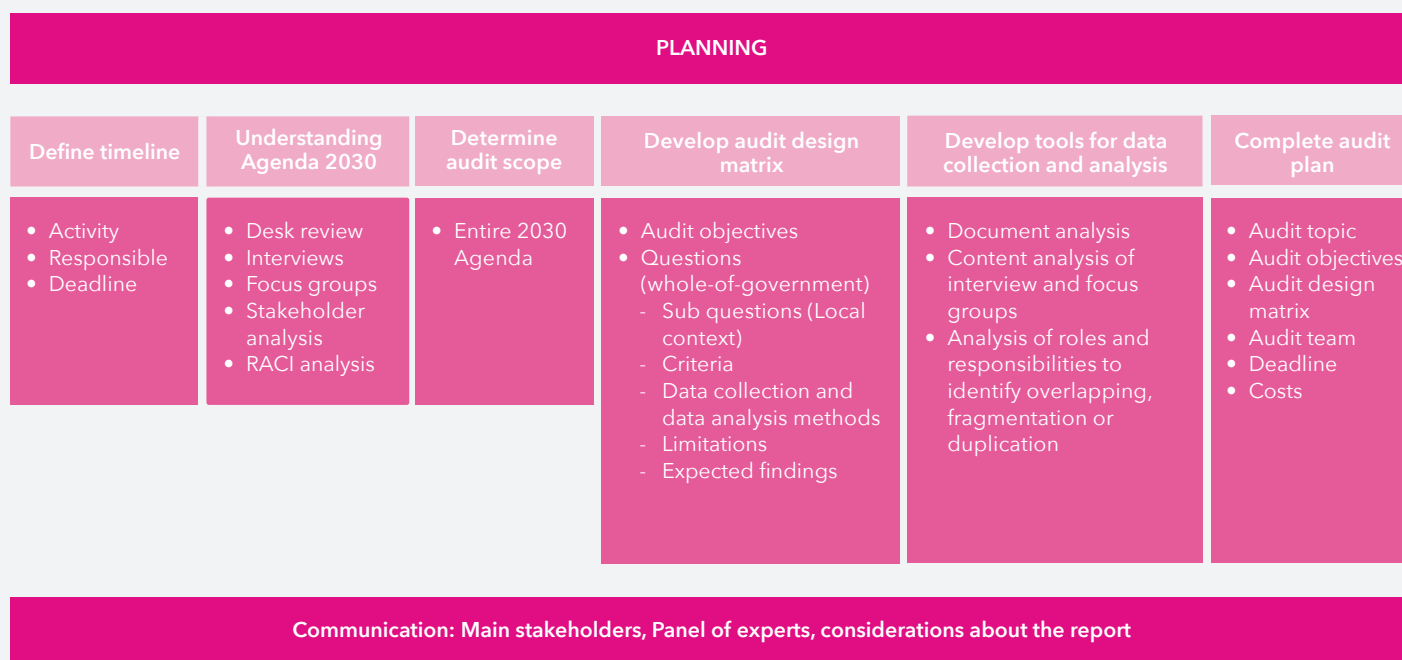 PLANNING
Define timeline
• Activity
• Responsible
• Deadline
Understanding
Agenda 2030
• Desk review
• Interviews
• Focus groups
• Stakeholder
analysis
• RACI analysis
Determine
audit scope
• Entire 2030
Agenda
Develop audit design
matrix
• Audit objectives
• Questions
(whole-of-government)
- Sub questions (Local
context)
- Criteria
- Data collection and
data analysis methods
- Limitations
- Expected findings
Develop tools for data
collection and analysis
• Document analysis
• Content analysis of
interview and focus
groups
• Analysis of roles and
responsibilities to
identify overlapping,
fragmentation or
duplication
Complete audit
plan
• Audit topic
• Audit objectives
• Audit design
matrix
• Audit team
• Deadline
• Costs
Communication: Main stakeholders, Panel of experts, considerations about the report